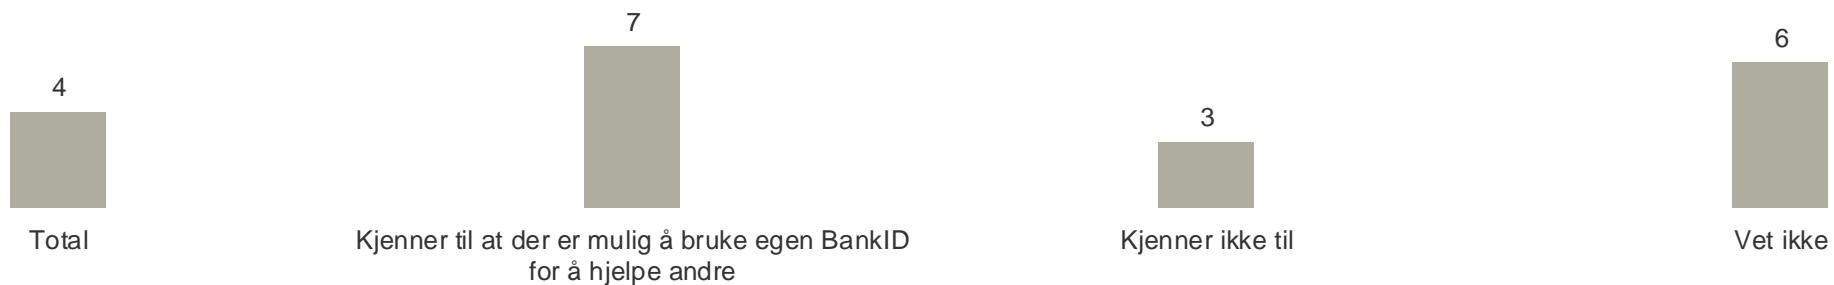 7
6
4
3
Total
Kjenner til at der er mulig å bruke egen BankID
for å hjelpe andre
Kjenner ikke til
Vet ikke